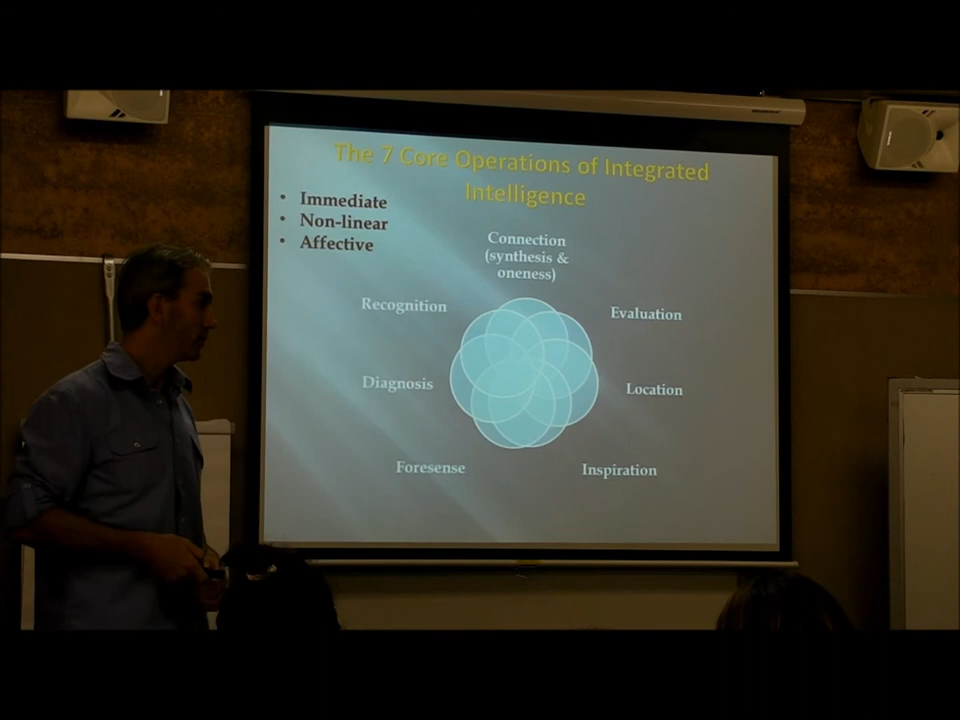 The 7 Core Operations of Integrated
Intelligence
• Immediate
• Non-linear
• Affective
Connection
(synthesis &
oneness)
Recognition
Evaluation
Diagnosis
Location
Foresense
Inspiration